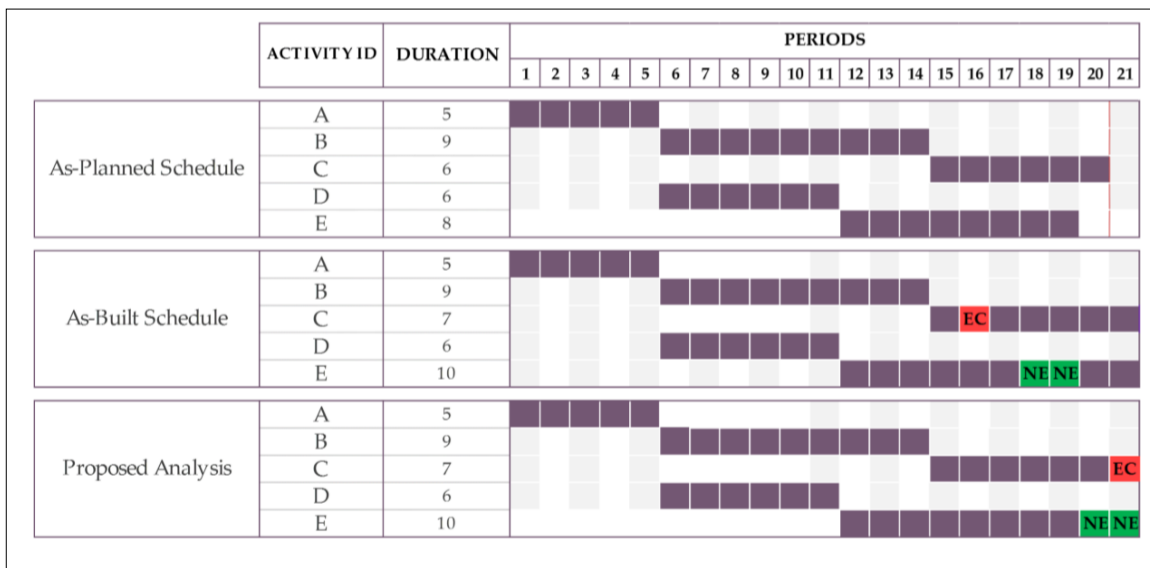 PERIODS
ACTIVITY ID DURATION
1 2 3 4 5 6 7 8 9 10 11 12 13 14 15 16 17 18 19 20 21
A 5
B 9
As-Planned Schedule C 6
D 6
E 8
A 5
B 9
As-Built Schedule C 7 EC
D 6
E 10 NE NE
A 5
B 9
Proposed Analysis C 7 EC
D 6
E 10 NE NE